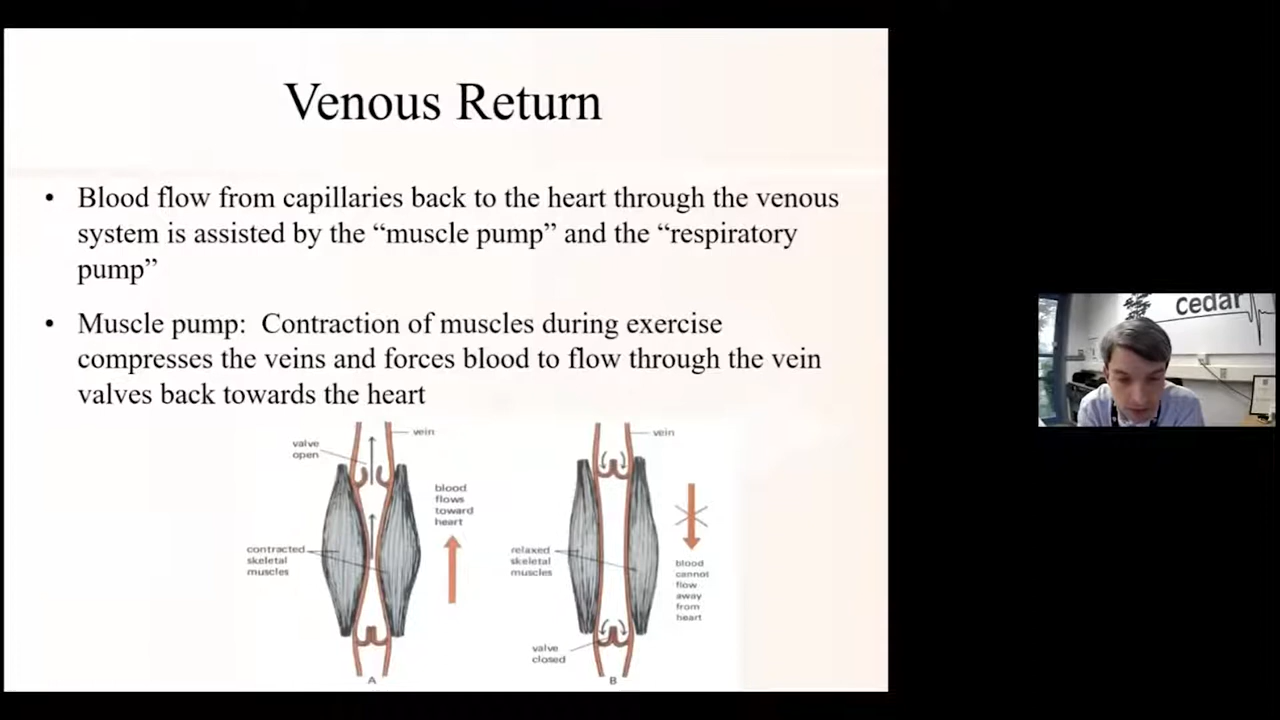 Venous Return
• Blood flow from capillaries back to the heart through the venous
system is assisted by the “muscle pump” and the “respiratory
pump”
• Muscle pump:  Contraction of muscles during exercise
compresses the veins and forces blood to flow through the vein
valves back towards the heart
vein
valve
open
blood
flows
toward
heart
contracted
skeletal
muscles
A
vein
relaxed
skeletal
muscles
blood
cannot
flow
away
from
heart
valve
closed
B
cedar